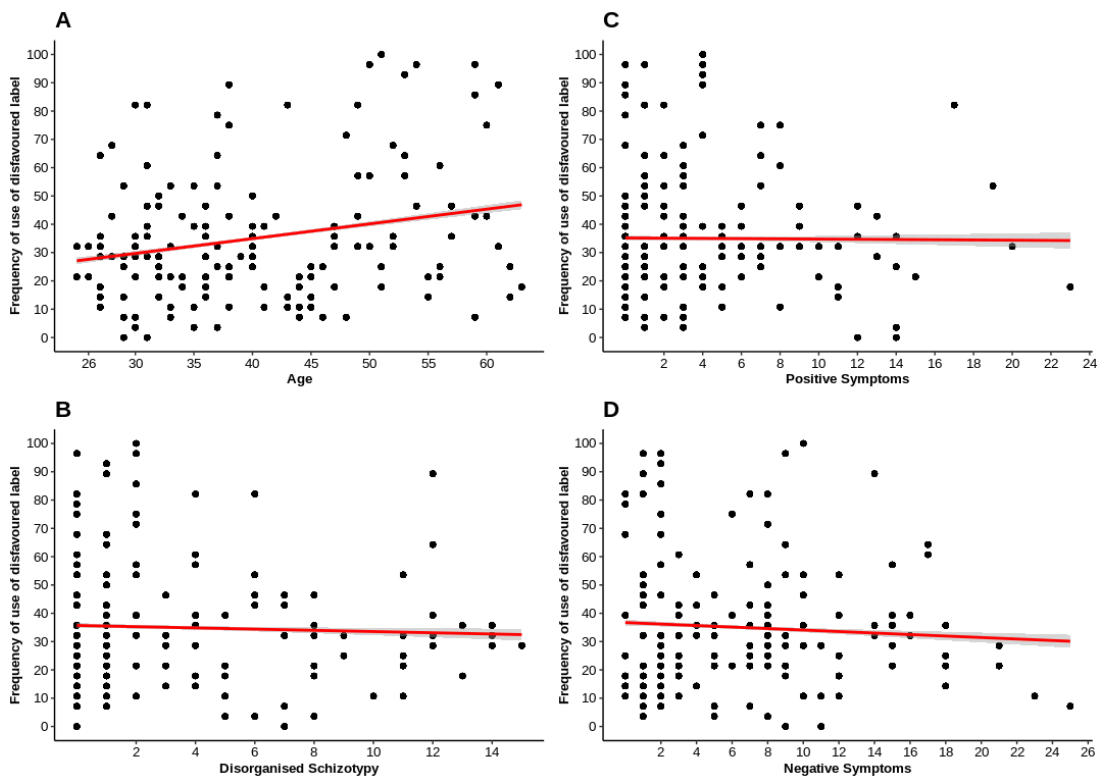 A
Frequency of use of disfavoured label
100
90
80
70
60
50
40
30
20
10
0
26 30 35 40 45 50 55 60
Age
C
Frequency of use of disfavoured label
100
90
80
70
60
50
40
30
20
10
0
2 4 6 8 10 12 14 16 18 20 22 24
Positive Symptoms
B
Frequency of use of disfavoured label
100
90
80
70
60
50
40
30
20
10
0
2 4 6 8 10 12 14
Disorganised Schizotypy
D
Frequency of use of disfavoured label
100
90
80
70
60
50
40
30
20
10
0
2 4 6 8 10 12 14 16 18 20 22 24 26
Negative Symptoms